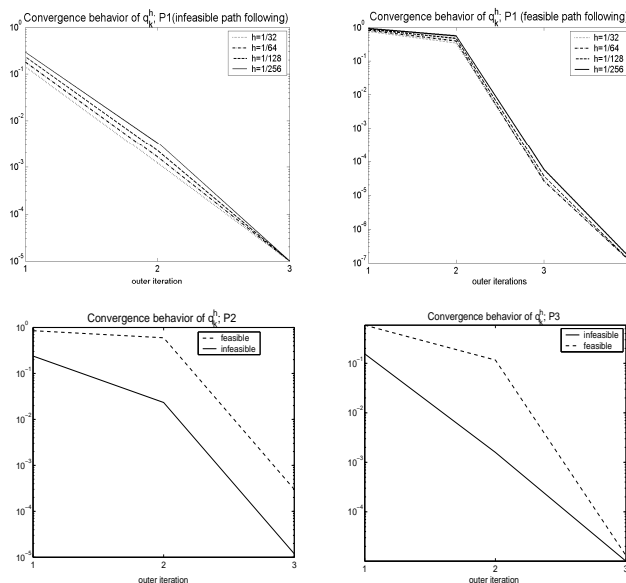 Convergence behavior of q_k^h; P1(infeasible path following)
10^0
10^-1
10^-2
10^-3
10^-4
10^-5
h=1/32
h=1/64
h=1/128
h=1/256
1
2
3
outer iteration
Convergence behavior of q_k^h; P1 (feasible path following)
10^0
10^-1
10^-2
10^-3
10^-4
10^-5
10^-6
10^-7
h=1/32
h=1/64
h=1/128
h=1/256
1
2
3
outer iterations
Convergence behavior of q_k^h; P2
10^0
10^-1
10^-2
10^-3
10^-4
10^-5
feasible
infeasible
1
2
3
outer iteration
Convergence behavior of q_k^h; P3
10^-1
10^-2
10^-3
10^-4
infeasible
feasible
1
2
3
outer iteration